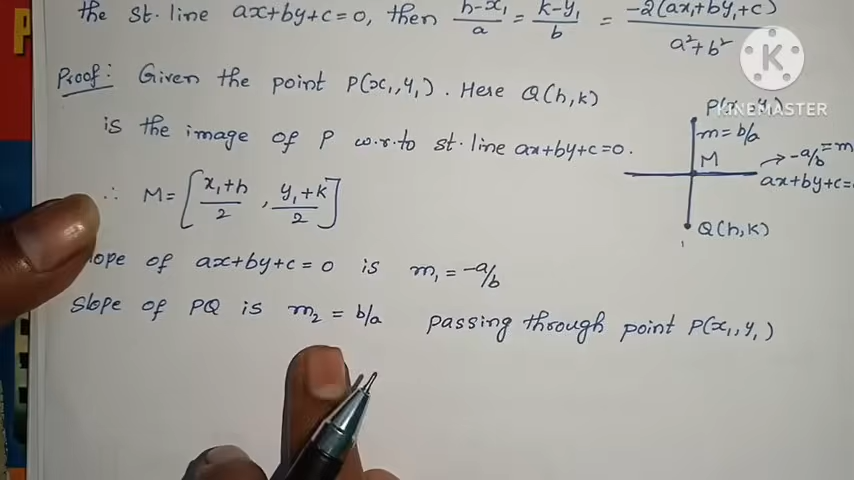 the st. line ax+by+c=0, then h-x₁/a = k-y₁/b = -2(ax₁+by₁+c)/a²+b²
Proof: Given the point P(x₁,y₁). Here Q(h,k)
is the image of P w.r.to st. line ax+by+c=0.
∴ M = [x₁+h/2, y₁+k/2]
slope of ax+by+c=0 is m₁ = -a/b
slope of PQ is m₂ = b/a passing through point P(x₁,y₁)
KINEMASTER
m=b/a
M
-a/b=m
ax+by+c=
Q(h,k)